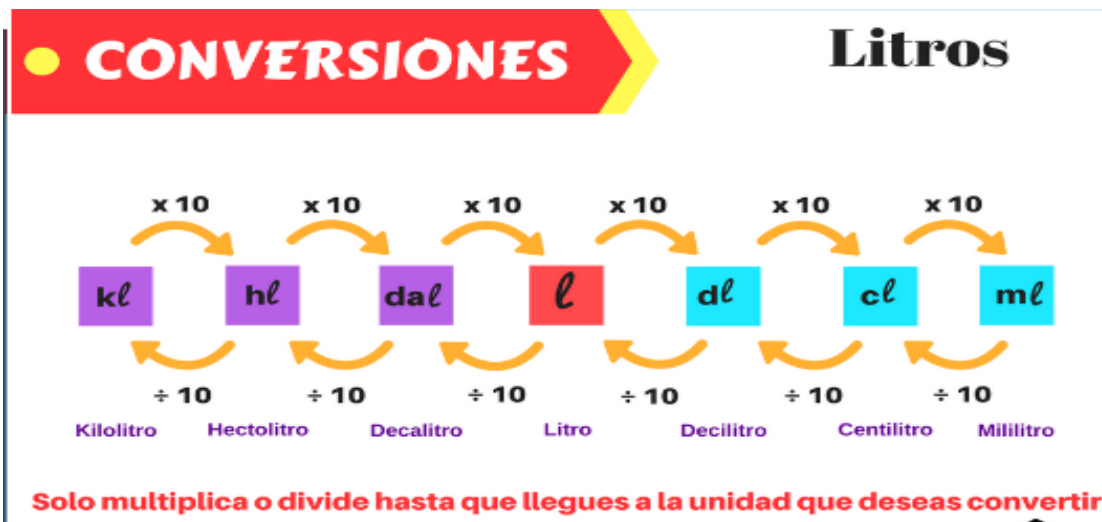 CONVERSIONES
Litros
x 10 x 10 x 10 x 10 x 10 x 10
kℓ hℓ daℓ ℓ dℓ cℓ mℓ
÷ 10 ÷ 10 ÷ 10 ÷ 10 ÷ 10 ÷ 10
Kilolitro Hectolitro Decalitro Litro Decilitro Centilitro Mililitro
Solo multiplica o divide hasta que llegues a la unidad que deseas convertir